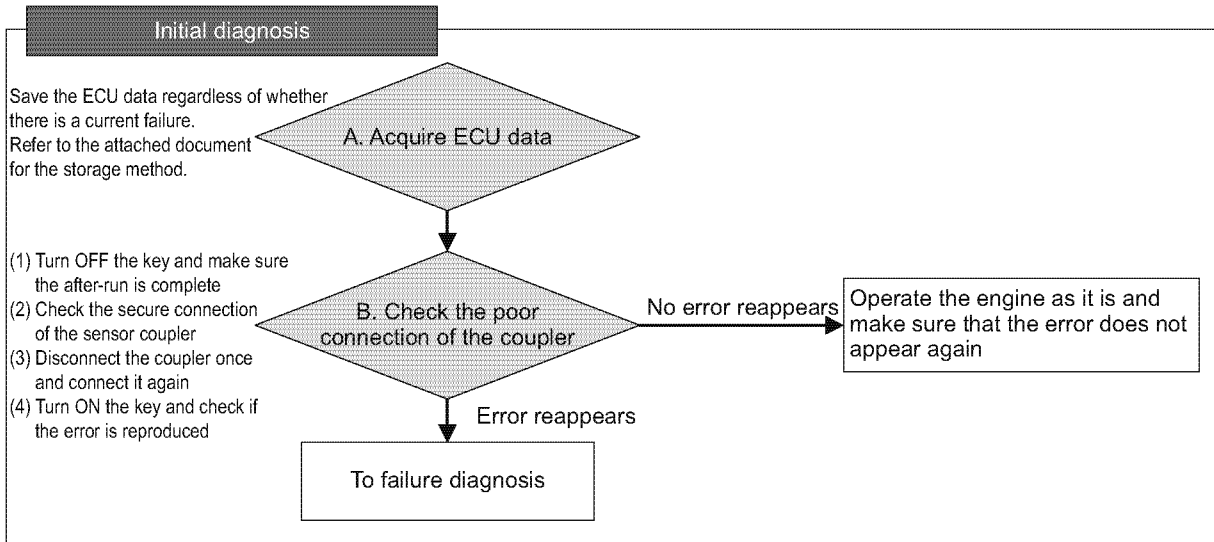 Initial diagnosis
Save the ECU data regardless of whether
there is a current failure.
Refer to the attached document
for the storage method.
A. Acquire ECU data
(1) Turn OFF the key and make sure
the after-run is complete
(2) Check the secure connection
of the sensor coupler
(3) Disconnect the coupler once
and connect it again
(4) Turn ON the key and check if
the error is reproduced
B. Check the poor
connection of the coupler
No error reappears
Operate the engine as it is and
make sure that the error does not
appear again
Error reappears
To failure diagnosis